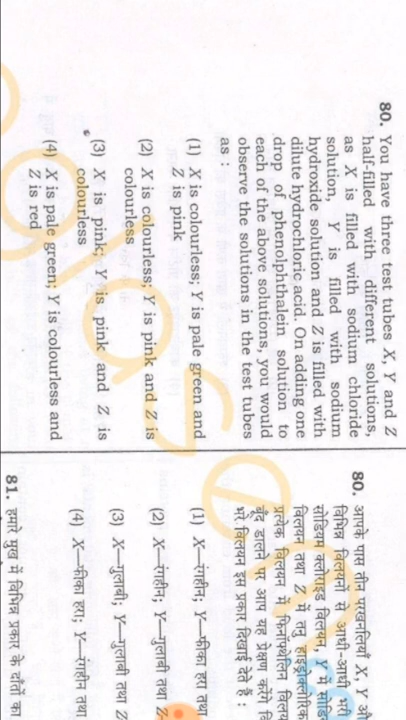 80. You have three test tubes X, Y and Z
half-filled with different solutions,
as X is filled with sodium chloride
solution, Y is filled with sodium
hydroxide solution and Z is filled with
dilute hydrochloric acid. On adding one
drop of phenolphthalein solution to
each of the above solutions, you would
observe the solutions in the test tubes
as :
(1) X is colourless; Y is pale green and
Z is pink
(2) X is colourless; Y is pink and Z is
colourless
(3) X is pink; Y is pink and Z is
colourless
(4) X is pale green; Y is colourless and
Z is red
80. आपके पास तीन परखनलियाँ X, Y
विभिन्न विलयनों से आधी-आधी भरी
सोडियम क्लोराइड विलयन, Y में
विलयन तथा Z में तनु
प्रत्येक विलयन में फिनॉफ्थेलिन
बूँद डालने पर आप यह प्रेक्षण करेंगे
भरे विलयन इस प्रकार दिखाई देते हैं :
(1) X—रंगहीन; Y—फीका हरा तथा
(2) X—रंगहीन; Y—गुलाबी तथा Z
(3) X—गुलाबी; Y—गुलाबी तथा Z
(4) X—फीका हरा; Y—रंगहीन तथा
81. हमारे मुख में विभिन्न प्रकार के दाँतों का